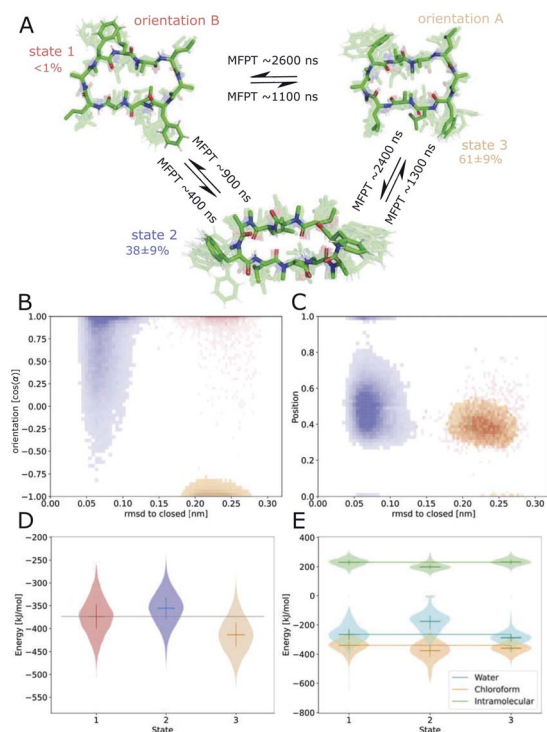 A
orientation B
orientation A
state 1
<1%
MFPT ~2600 ns
MFPT ~1100 ns
state 3
61±9%
MFPT ~900 ns
MFPT ~400 ns
MFPT ~2400 ns
MFPT ~1300 ns
state 2
38±9%
B
C
orientation [cos(α)]
1.00
0.75
0.50
0.25
0.00
−0.25
−0.50
−0.75
−1.00
0.00 0.05 0.10 0.15 0.20 0.25 0.30
rmsd to closed [nm]
Position
1.0
0.8
0.6
0.4
0.2
0.0
0.00 0.05 0.10 0.15 0.20 0.25 0.30
rmsd to closed [nm]
D
E
Energy [kJ/mol]
−200
−250
−300
−350
−400
−450
−500
−550
1 2 3
State
Energy [kJ/mol]
400
200
0
−200
−400
−600
−800
Water
Chloroform
Intramolecular
1 2 3
State